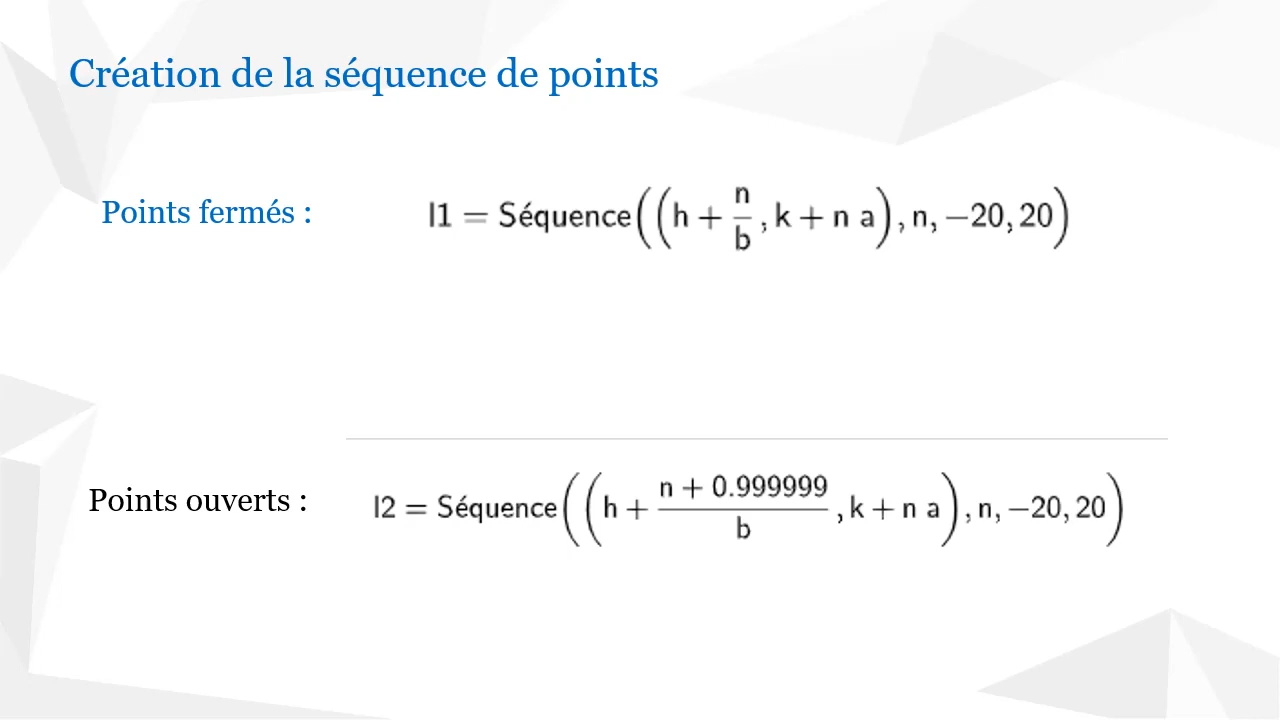 Création de la séquence de points
Points fermés :
l1 = Séquence((h + n/b, k + n a), n, −20, 20)
Points ouverts :
l2 = Séquence((h + (n + 0.999999)/b, k + n a), n, −20, 20)